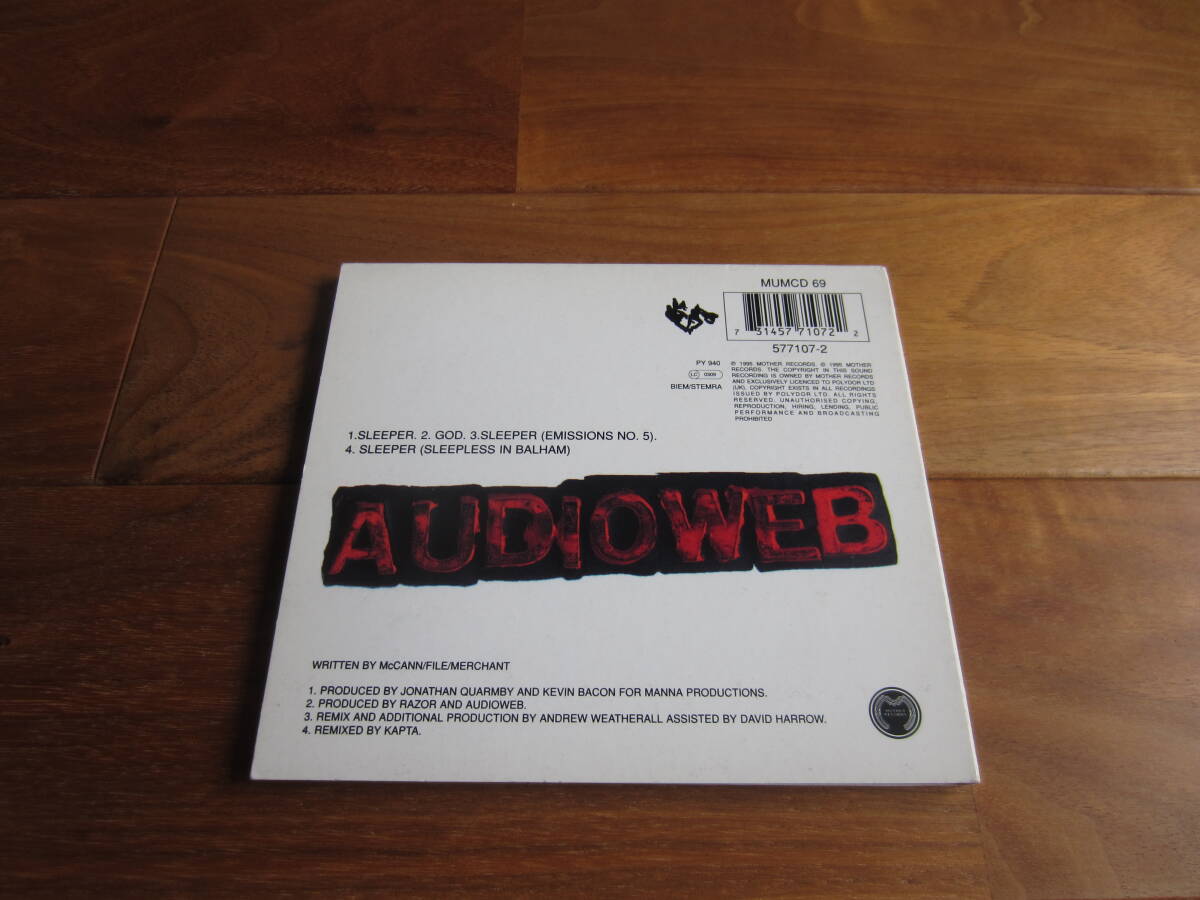 MUMCD 69
7 31457 71072 2
577107-2
PY 940
LC 0309
BIEM/STEMRA
℗ 1995 MOTHER RECORDS. © 1995 MOTHER
RECORDS. THE COPYRIGHT IN THIS SOUND
RECORDING IS OWNED BY MOTHER RECORDS
AND EXCLUSIVELY LICENCED TO POLYDOR LTD
(UK). COPYRIGHT EXISTS IN ALL RECORDINGS
ISSUED BY POLYDOR LTD. ALL RIGHTS
RESERVED. UNAUTHORISED COPYING,
REPRODUCTION, HIRING, LENDING, PUBLIC
PERFORMANCE AND BROADCASTING
PROHIBITED
1.SLEEPER. 2. GOD. 3.SLEEPER (EMISSIONS NO. 5).
4. SLEEPER (SLEEPLESS IN BALHAM)
AUDIOWEB
WRITTEN BY McCANN/FILE/MERCHANT
1. PRODUCED BY JONATHAN QUARMBY AND KEVIN BACON FOR MANNA PRODUCTIONS.
2. PRODUCED BY RAZOR AND AUDIOWEB.
3. REMIX AND ADDITIONAL PRODUCTION BY ANDREW WEATHERALL ASSISTED BY DAVID HARROW.
4. REMIXED BY KAPTA.
MOTHER
RECORDS